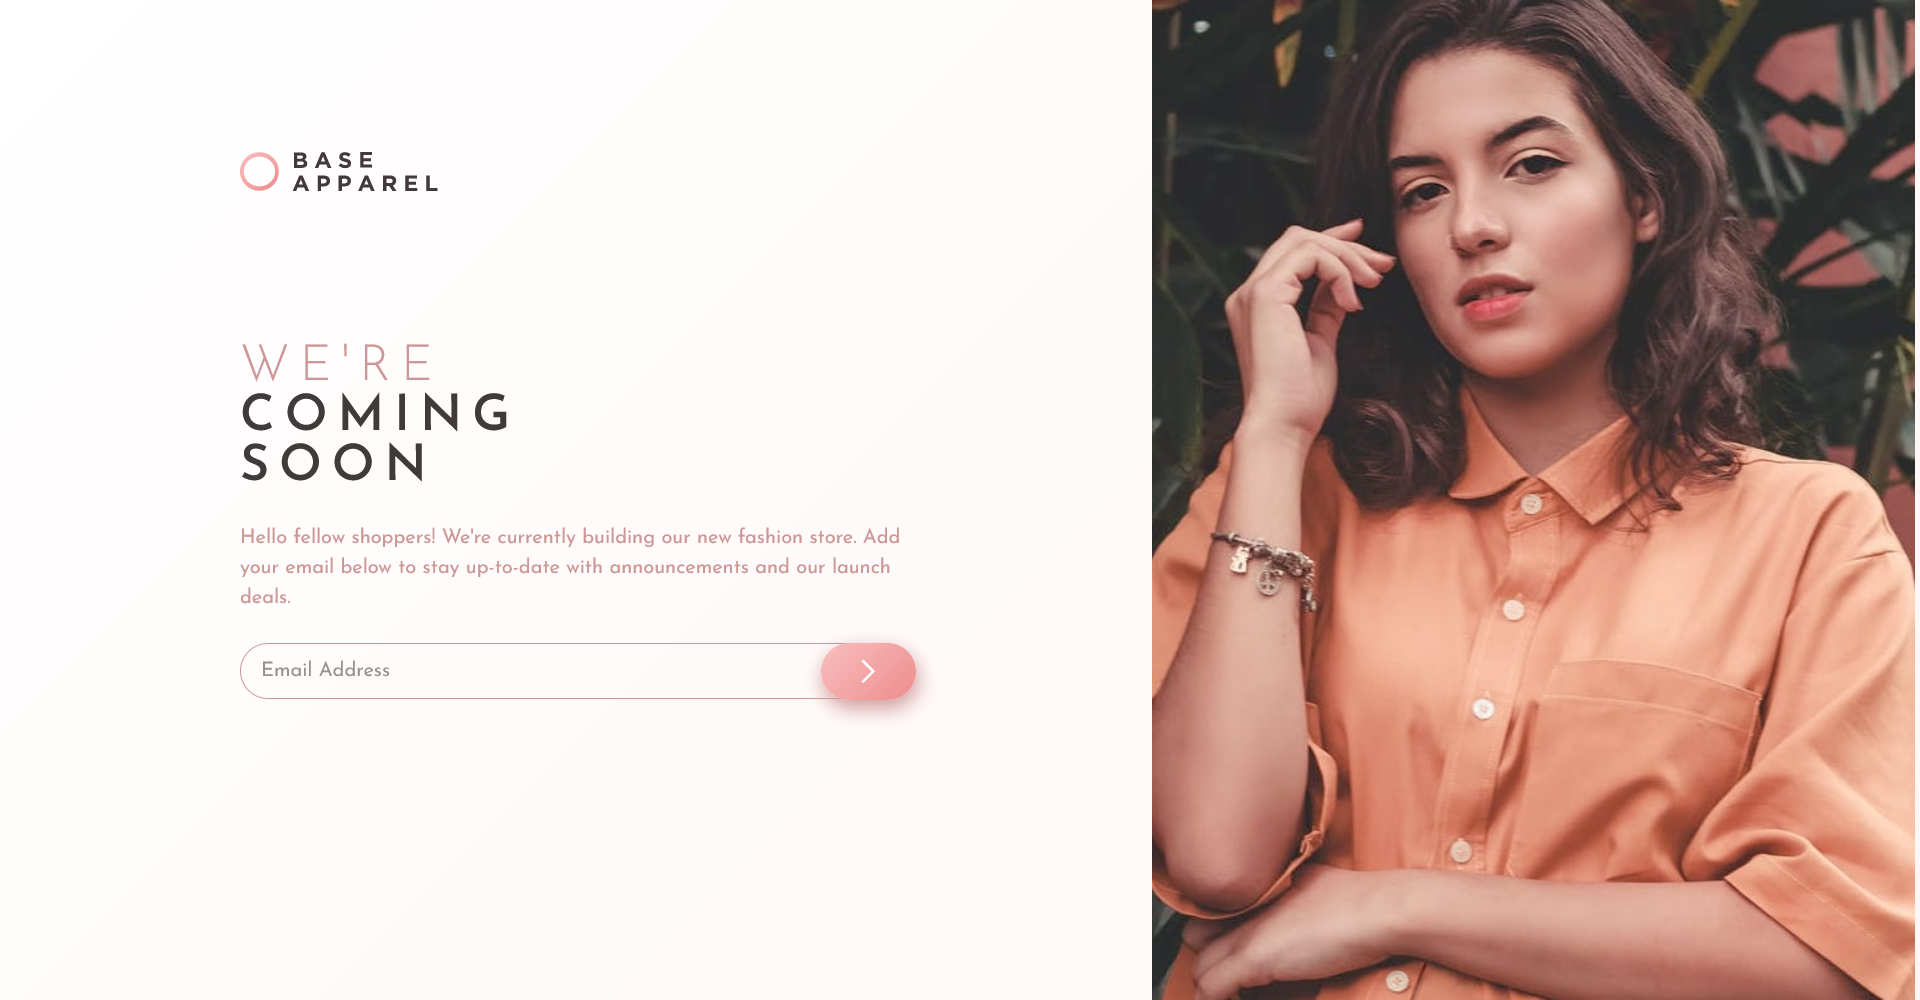 BASE
APPAREL
WE'RE
COMING
SOON
Hello fellow shoppers! We're currently building our new fashion store. Add
your email below to stay up-to-date with announcements and our launch
deals.
Email Address